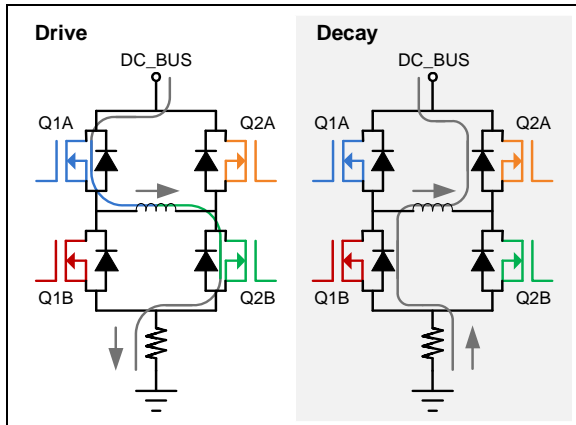 Drive
DC_BUS
Q1A
Q2A
Q1B
Q2B
Decay
DC_BUS
Q1A
Q2A
Q1B
Q2B